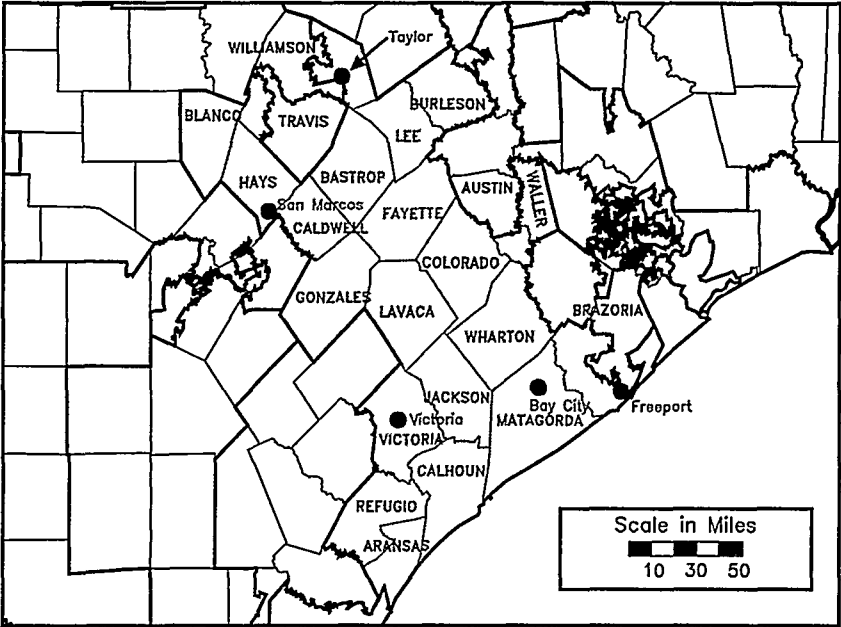 Taylor
WILLIAMSON
BURLESON
BLANCO
TRAVIS
LEE
HAYS
BASTROP
AUSTIN
WALLER
San Marcos
CALDWELL
FAYETTE
COLORADO
GONZALES
LAVACA
BRAZORIA
WHARTON
JACKSON
Bay City
Freeport
Victoria
MATAGORDA
VICTORIA
CALHOUN
REFUGIO
ARANSAS
Scale in Miles
10 30 50